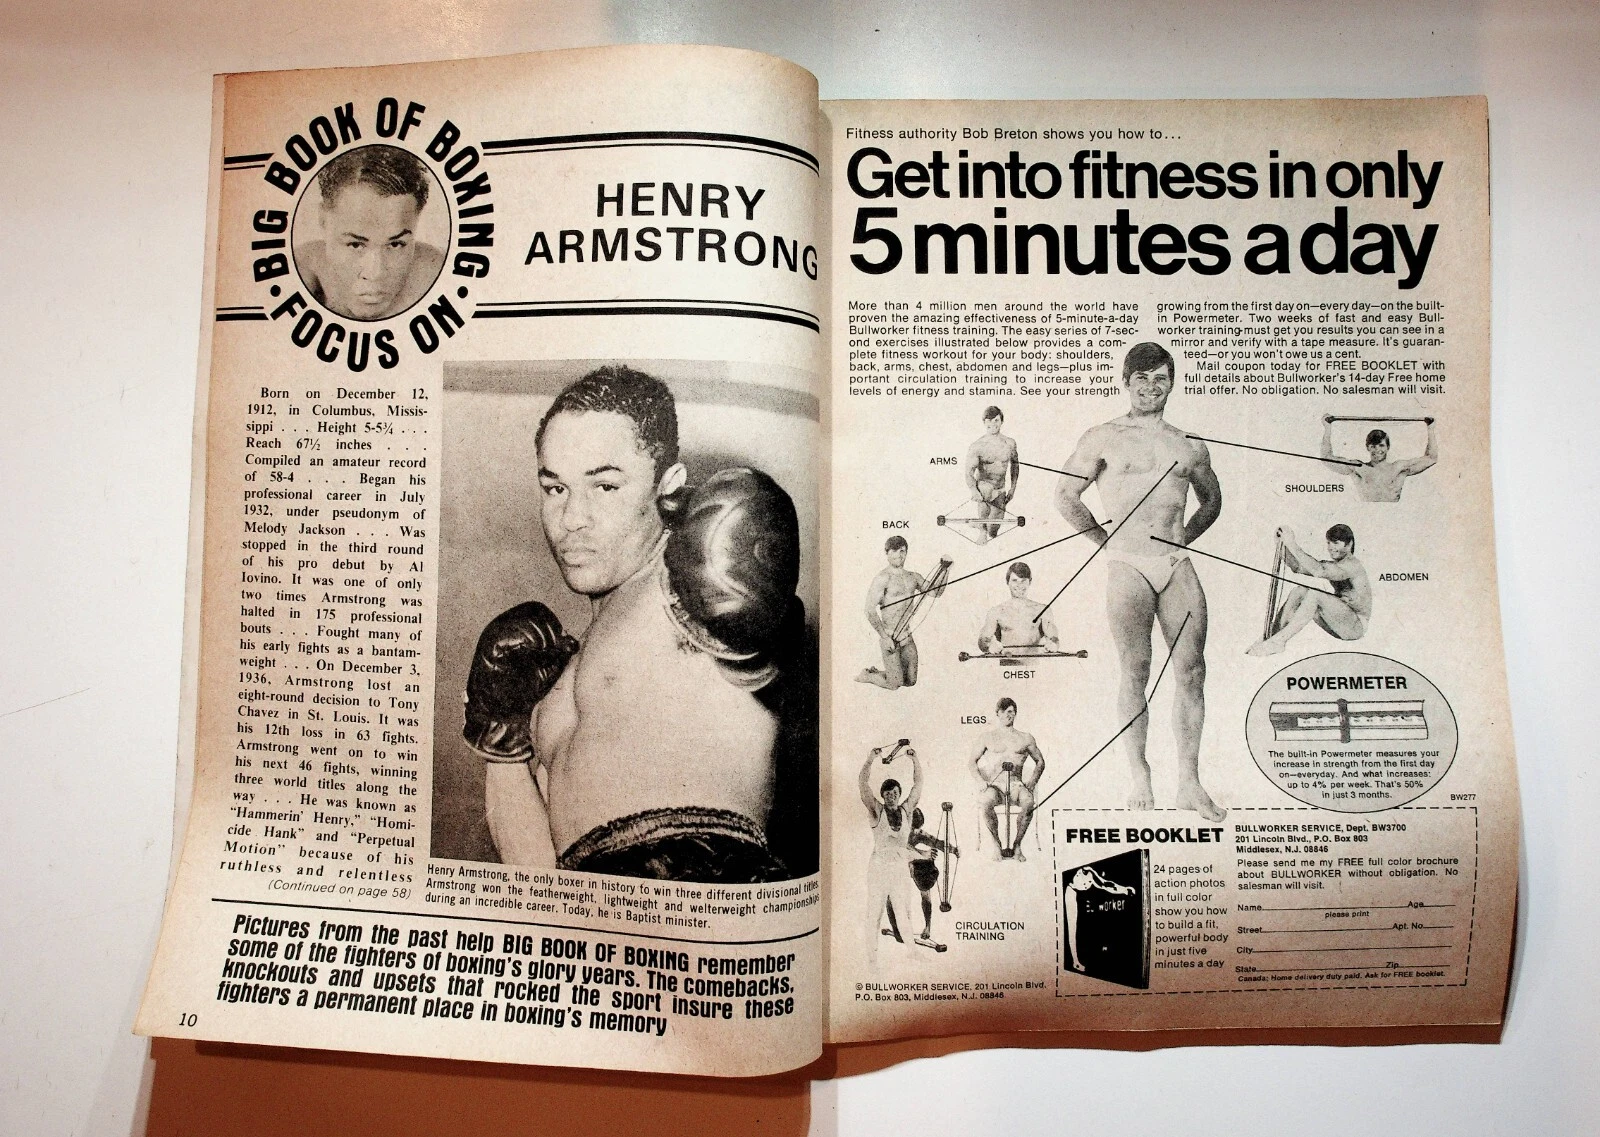 BIG BOOK OF BOXING
• FOCUS ON •
HENRY
ARMSTRONG
Born on December 12,
1912, in Columbus, Missis-
sippi . . . Height 5-5¾ . . .
Reach 67½ inches . . .
Compiled an amateur record
of 58-4 . . . Began his
professional career in July
1932, under pseudonym of
Melody Jackson . . . Was
stopped in the third round
of his pro debut by Al
Iovino. It was one of only
two times Armstrong was
halted in 175 professional
bouts . . . Fought many of
his early fights as a bantam-
weight . . . On December 3,
1936, Armstrong lost an
eight-round decision to Tony
Chavez in St. Louis. It was
his 12th loss in 63 fights.
Armstrong went on to win
his next 46 fights, winning
three world titles along the
way . . . He was known as
"Hammerin' Henry," "Homi-
cide Hank" and "Perpetual
Motion" because of his
ruthless and relentless
(Continued on page 58)
Henry Armstrong, the only boxer in history to win three different divisional titles.
Armstrong won the featherweight, lightweight and welterweight championships
during an incredible career. Today, he is Baptist minister.
Pictures from the past help BIG BOOK OF BOXING remember
some of the fighters of boxing's glory years. The comebacks,
knockouts and upsets that rocked the sport insure these
fighters a permanent place in boxing's memory
10
Fitness authority Bob Breton shows you how to...
Get into fitness in only
5 minutes a day
More than 4 million men around the world have
proven the amazing effectiveness of 5-minute-a-day
Bullworker fitness training. The easy series of 7-sec-
ond exercises illustrated below provides a com-
plete fitness workout for your body: shoulders,
back, arms, chest, abdomen and legs—plus im-
portant circulation training to increase your
levels of energy and stamina. See your strength
growing from the first day on—every day—on the built-
in Powermeter. Two weeks of fast and easy Bull-
worker training must get you results you can see in a
mirror and verify with a tape measure. It's guaran-
teed—or you won't owe us a cent.
Mail coupon today for FREE BOOKLET with
full details about Bullworker's 14-day Free home
trial offer. No obligation. No salesman will visit.
ARMS
SHOULDERS
BACK
ABDOMEN
CHEST
LEGS
POWERMETER
The built-in Powermeter measures your
increase in strength from the first day
on—everyday. And what increases:
up to 4% per week. That's 50%
in just 3 months.
BW277
CIRCULATION
TRAINING
© BULLWORKER SERVICE, 201 Lincoln Blvd.
P.O. Box 803, Middlesex, N.J. 08846
FREE BOOKLET
worker
24 pages of
action photos
in full color
show you how
to build a fit,
powerful body
in just five
minutes a day
BULLWORKER SERVICE, Dept. BW3700
201 Lincoln Blvd., P.O. Box 803
Middlesex, N.J. 08846
Please send me my FREE full color brochure
about BULLWORKER without obligation. No
salesman will visit.
Name Age
please print
Street Apt. No.
City
State Zip
Canada: Home delivery duty paid. Ask for FREE booklet.